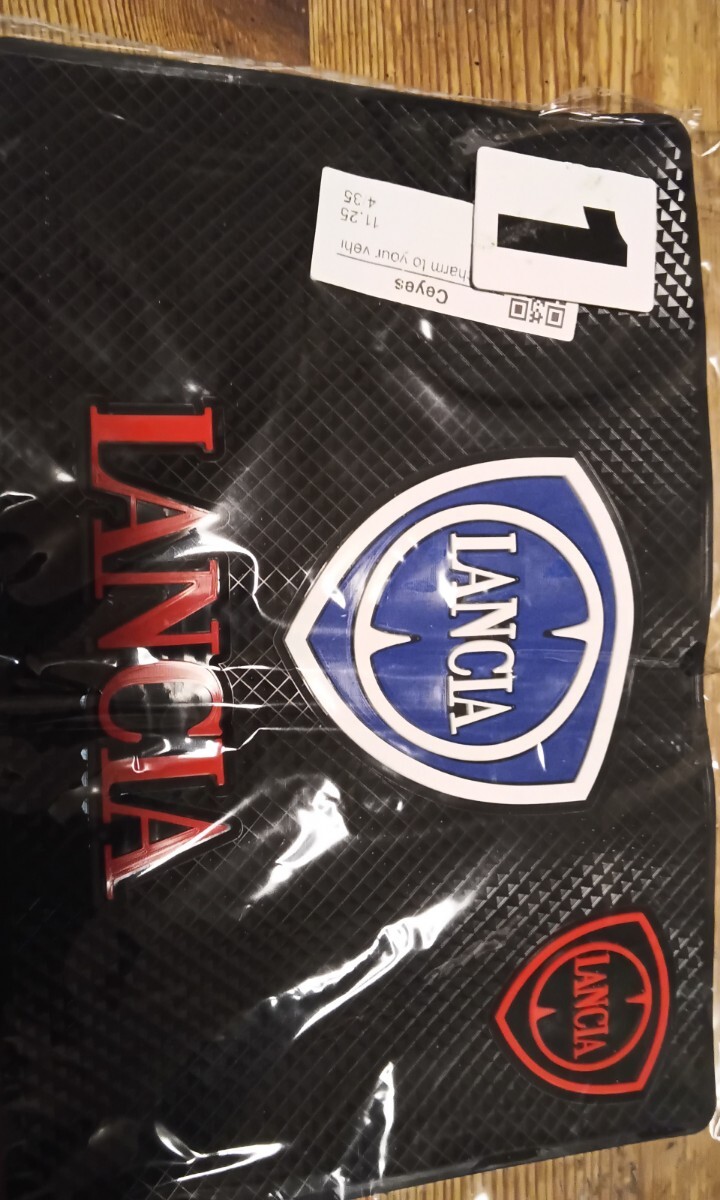 1
Ceyes
harm to your vehi
11.25
4 35
LANCIA
LANCIA
LANCIA